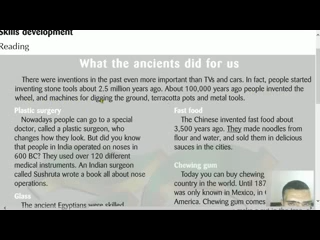 Skills development
Reading
What the ancients did for us
There were inventions in the past even more important than TVs and cars. In fact, people started
inventing stone tools about 2.5 million years ago. About 100,000 years ago people invented the
wheel, and machines for digging the ground, terracotta pots and metal tools.
Plastic surgery
Nowadays people can go to a special
doctor, called a plastic surgeon, who
changes how they look. But did you know
that people in India operated on noses in
600 BC? They used over 120 different
medical instruments. An Indian surgeon
called Sushruta wrote a book all about nose
operations.
Glass
The ancient Egyptians were skilled
Fast food
The Chinese invented fast food about
3,500 years ago. They made noodles from
flour and water, and sold them in delicious
sauces in the cities.
Chewing gum
Today you can buy chewing
country in the world. Until 187
was only known in Mexico, in C
America. Chewing gum comes